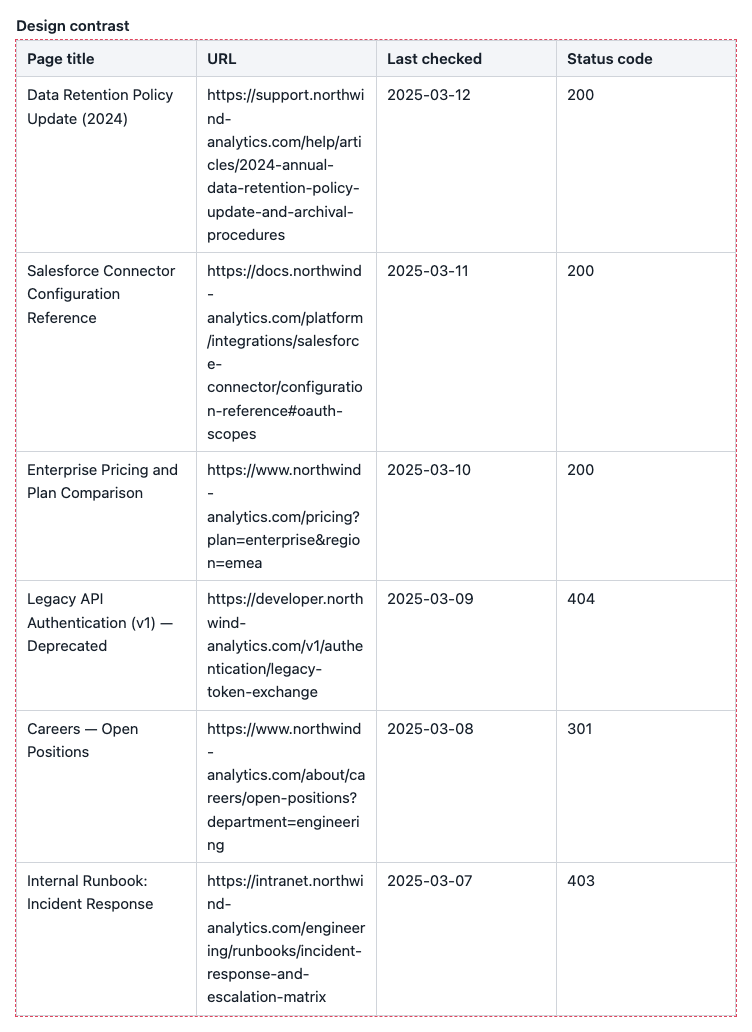 Design contrast
Page title URL Last checked Status code
Data Retention Policy
Update (2024)
https://support.northwi
nd-
analytics.com/help/arti
cles/2024-annual-
data-retention-policy-
update-and-archival-
procedures
2025-03-12
200
Salesforce Connector
Configuration
Reference
https://docs.northwind
-
analytics.com/platform
/integrations/salesforc
e-
connector/configuratio
n-reference#oauth-
scopes
2025-03-11
200
Enterprise Pricing and
Plan Comparison
https://www.northwind
-
analytics.com/pricing?
plan=enterprise&regio
n=emea
2025-03-10
200
Legacy API
Authentication (v1) —
Deprecated
https://developer.north
wind-
analytics.com/v1/authe
ntication/legacy-
token-exchange
2025-03-09
404
Careers — Open
Positions
https://www.northwind
-
analytics.com/about/ca
reers/open-positions?
department=engineeri
ng
2025-03-08
301
Internal Runbook:
Incident Response
https://intranet.northwi
nd-
analytics.com/engineer
ing/runbooks/incident-
response-and-
escalation-matrix
2025-03-07
403